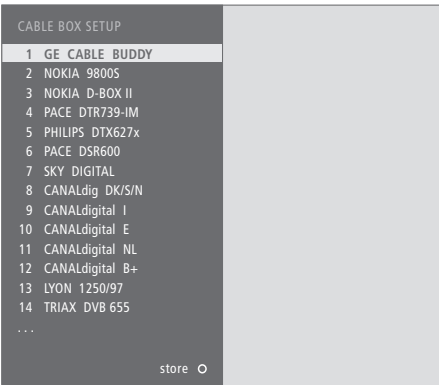 CABLE BOX SETUP
1 GE CABLE BUDDY
2 NOKIA 9800S
3 NOKIA D-BOX II
4 PACE DTR739-IM
5 PHILIPS DTX627x
6 PACE DSR600
7 SKY DIGITAL
8 CANALdig DK/S/N
9 CANALdigital I
10 CANALdigital E
11 CANALdigital NL
12 CANALdigital B+
13 LYON 1250/97
14 TRIAX DVB 655
. . .
store